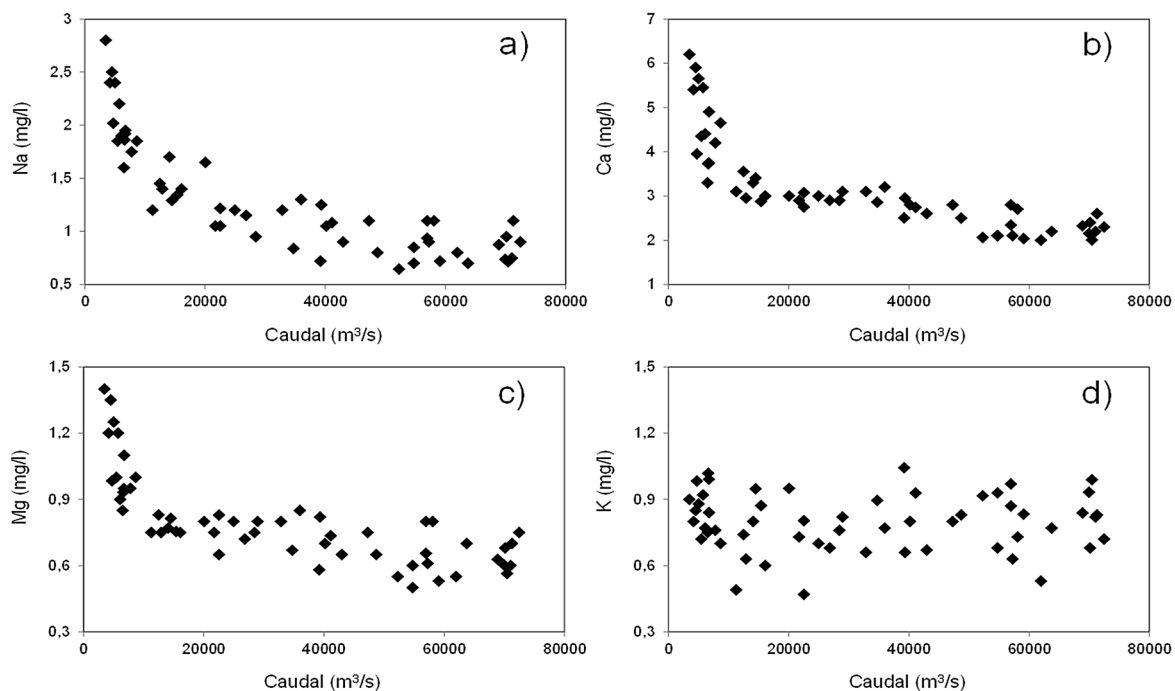 a)
Na (mg/l)
3
2,5
2
1,5
1
0,5
0 20000 40000 60000 80000
Caudal (m³/s)
b)
Ca (mg/l)
7
6
5
4
3
2
1
0 20000 40000 60000 80000
Caudal (m³/s)
c)
Mg (mg/l)
1,5
1,2
0,9
0,6
0,3
0 20000 40000 60000 80000
Caudal (m³/s)
d)
K (mg/l)
1,5
1,2
0,9
0,6
0,3
0 20000 40000 60000 80000
Caudal (m³/s)